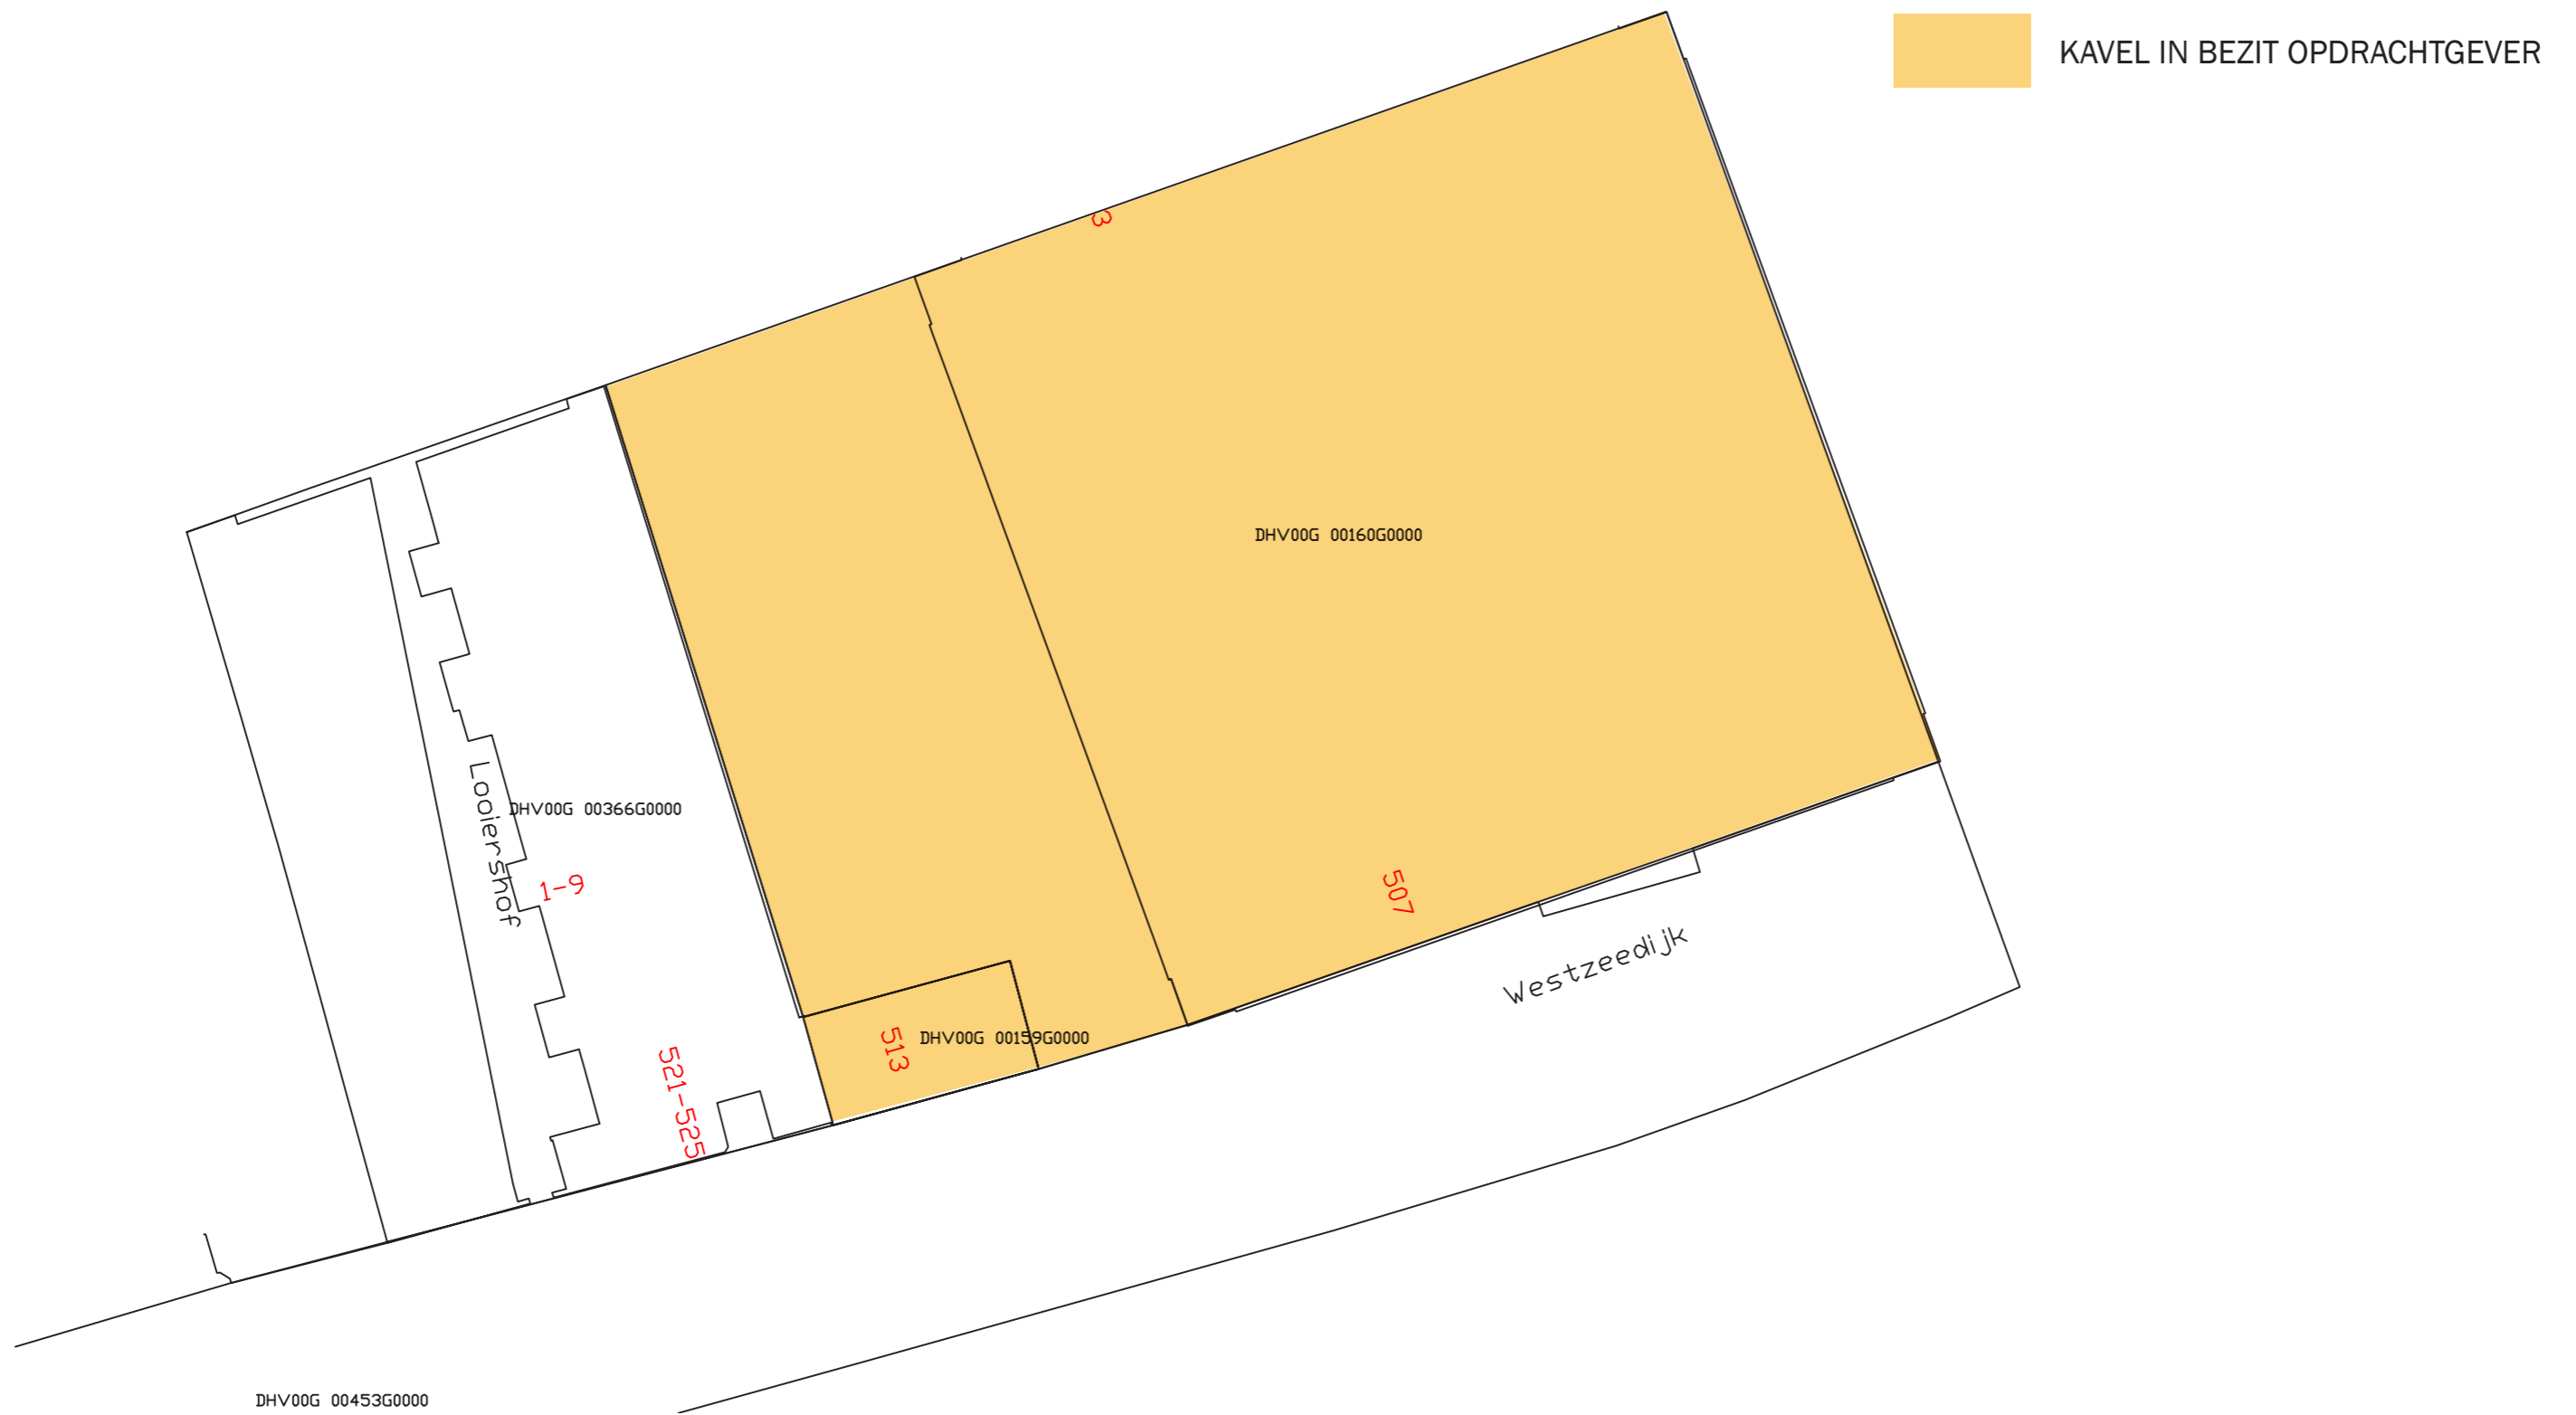 KAVEL IN BEZIT OPDRACHTGEVER
3
DHV00G 00160G0000
Looiershof
DHV00G 00366G0000
1-9
507
Westzeedijk
513
DHV00G 00159G0000
521-525
DHV00G 00453G0000